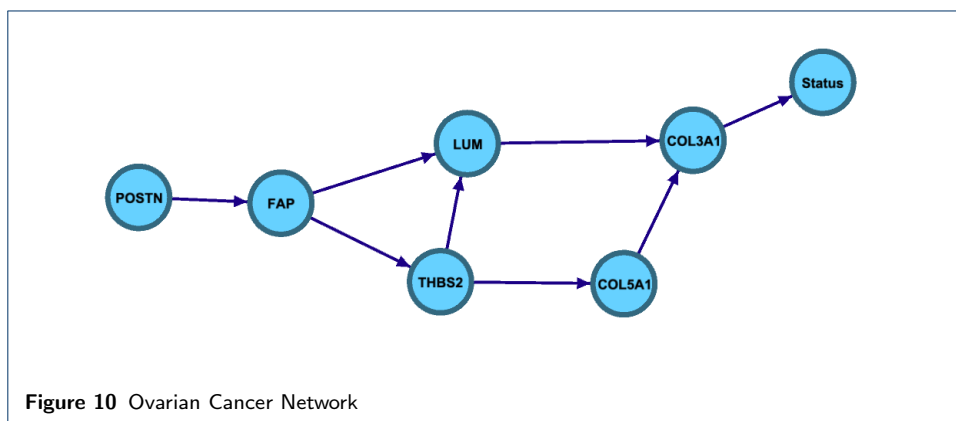 Status
LUM
COL3A1
POSTN
FAP
THBS2
COL5A1
Figure 10 Ovarian Cancer Network